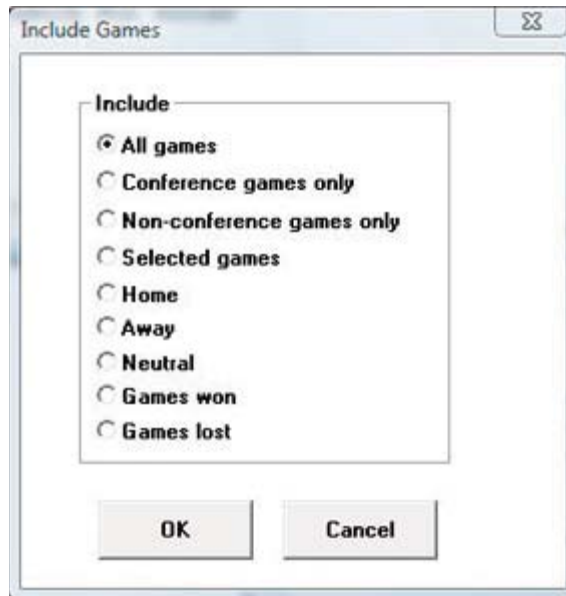 Include Games
Include
All games
Conference games only
Non-conference games only
Selected games
Home
Away
Neutral
Games won
Games lost
OK
Cancel